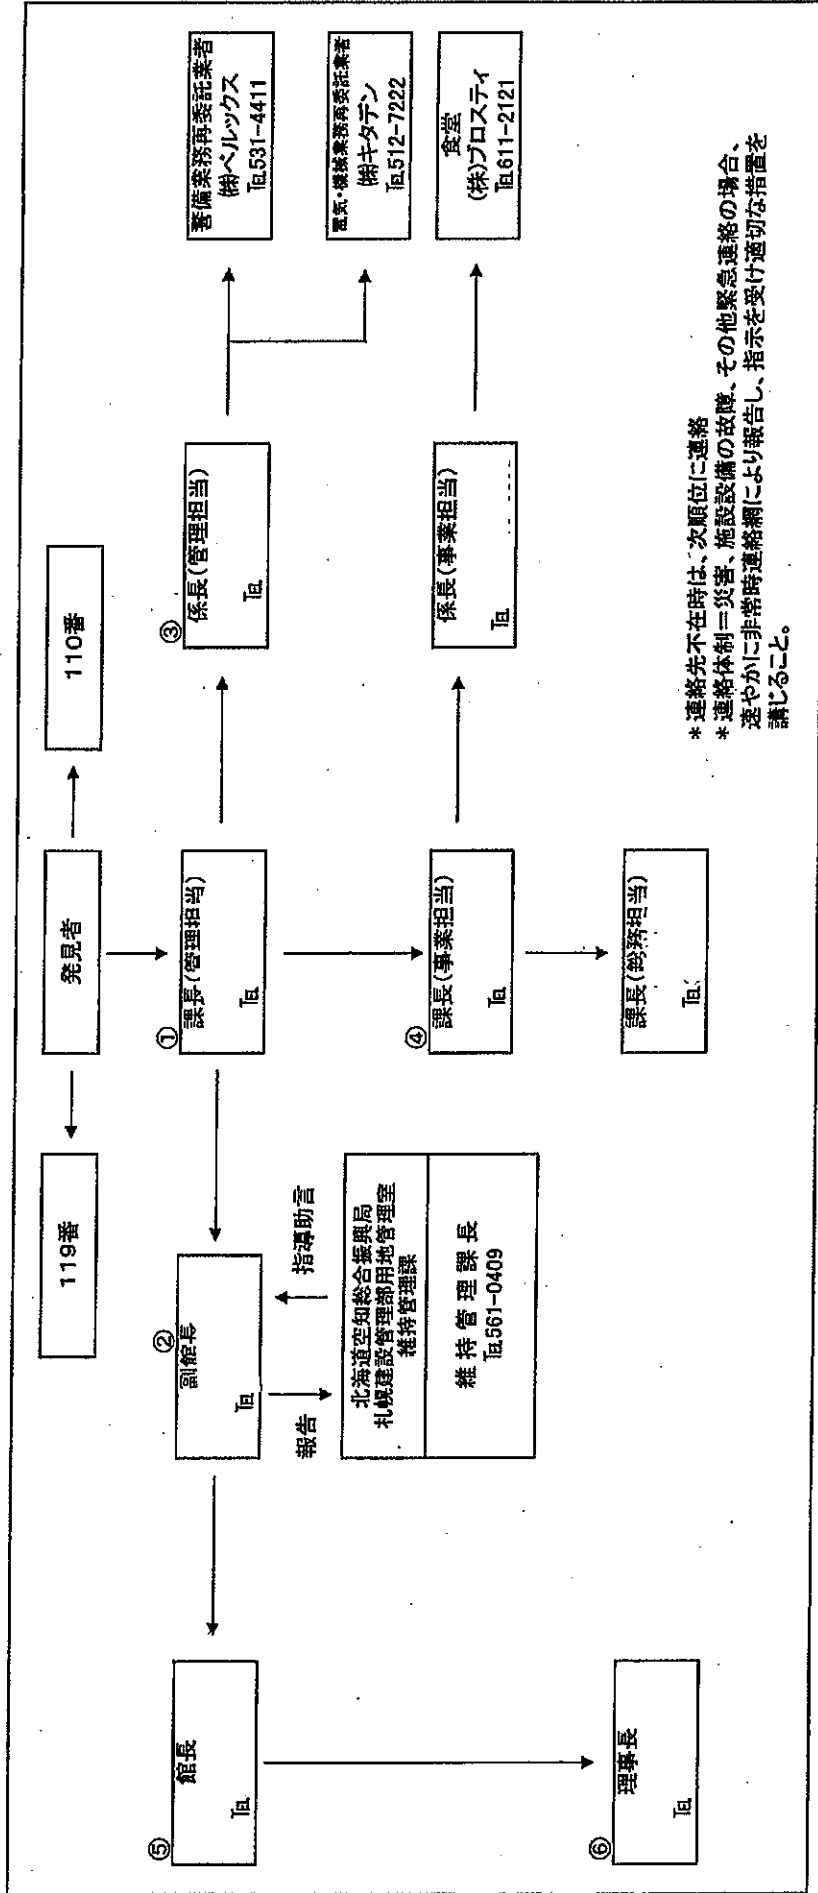 119番
発見者
110番
⑤
館長
℡
②
副館長
℡
①
課長(管理担当)
℡
③
係長(管理担当)
℡
警備業務再委託業者
㈱ベルックス
℡531-4411
電気・機械業務再委託業者
㈱キタデン
℡512-7222
報告
指導助言
北海道空知総合振興局
札幌建設管理部用地管理室
維持管理課
維持管理課長
℡561-0409
④
課長(事業担当)
℡
係長(事業担当)
℡
食堂
(株)プロスティ
℡611-2121
⑥
理事長
℡
課長(総務担当)
℡
*連絡先不在時は、次順位に連絡
*連絡体制=災害、施設設備の故障、その他緊急連絡の場合、
速やかに非常時連絡網により報告し、指示を受け適切な措置を
講じること。